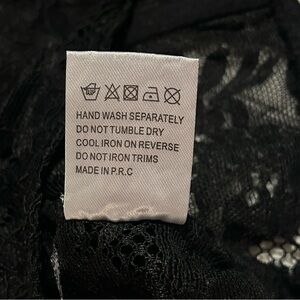 HAND WASH SEPARATELY
DO NOT TUMBLE DRY
COOL IRON ON REVERSE
DO NOT IRON TRIMS
MADE IN P.R.C